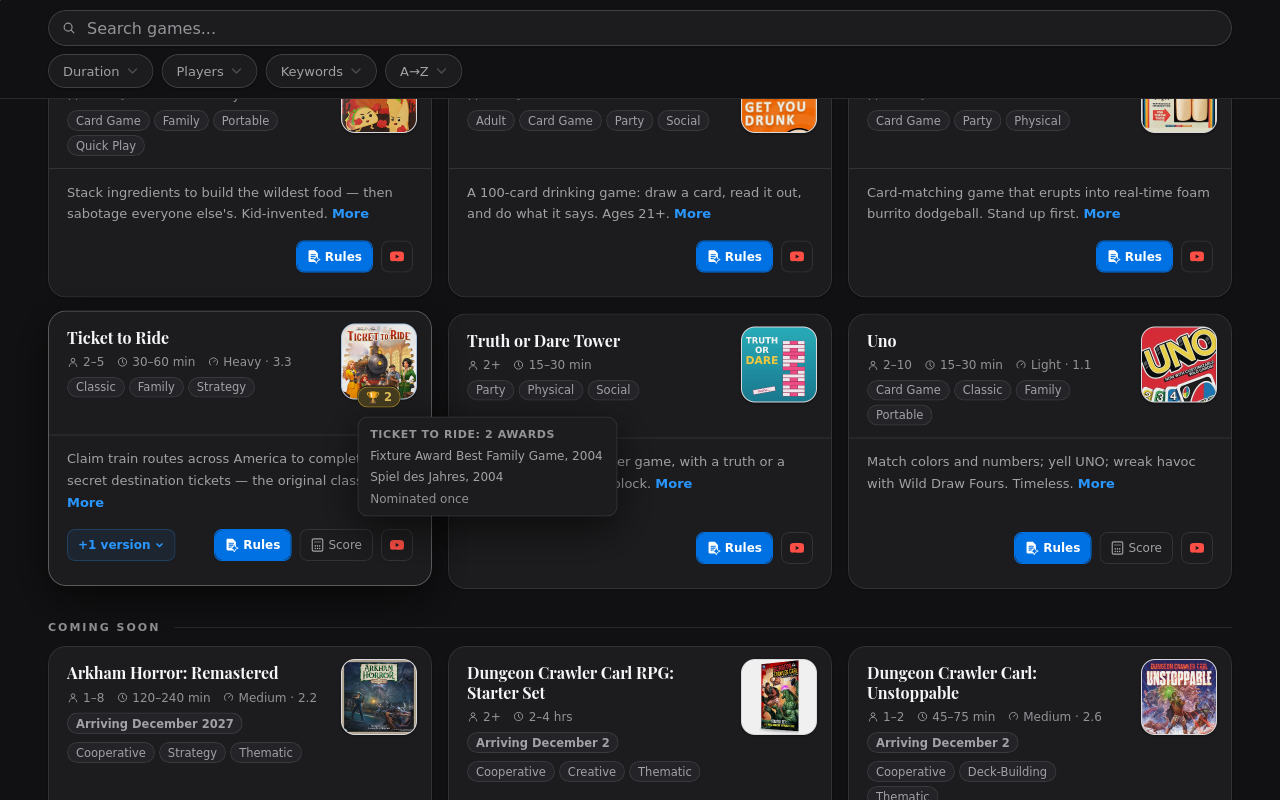 Search games...
Duration
Players
Keywords
A→Z
Card Game
Family
Portable
Quick Play
Stack ingredients to build the wildest food — then
sabotage everyone else's. Kid-invented. More
Rules
GET YOU
DRUNK
Adult
Card Game
Party
Social
A 100-card drinking game: draw a card, read it out,
and do what it says. Ages 21+. More
Rules
Card Game
Party
Physical
Card-matching game that erupts into real-time foam
burrito dodgeball. Stand up first. More
Rules
Ticket to Ride
2–5
30–60 min
Heavy · 3.3
Classic
Family
Strategy
TICKET TO RIDE
2
TICKET TO RIDE: 2 AWARDS
Fixture Award Best Family Game, 2004
Spiel des Jahres, 2004
Nominated once
Claim train routes across America to
secret destination tickets — the original
More
+1 version
Rules
Score
Truth or Dare Tower
2+
15–30 min
Party
Physical
Social
TRUTH
OR
DARE
game, with a truth or a
More
Rules
Uno
2–10
15–30 min
Light · 1.1
Card Game
Classic
Family
Portable
UNO
Match colors and numbers; yell UNO; wreak havoc
with Wild Draw Fours. Timeless. More
Rules
Score
COMING SOON
Arkham Horror: Remastered
1–8
120–240 min
Medium · 2.2
Arriving December 2027
Cooperative
Strategy
Thematic
ARKHAM
HORROR
Dungeon Crawler Carl RPG:
Starter Set
2+
2–4 hrs
Arriving December 2
Cooperative
Creative
Thematic
Dungeon Crawler Carl:
Unstoppable
1–2
45–75 min
Medium · 2.6
Arriving December 2
Cooperative
Deck-Building
Thematic
DUNGEON CRAWLER CARL
UNSTOPPABLE